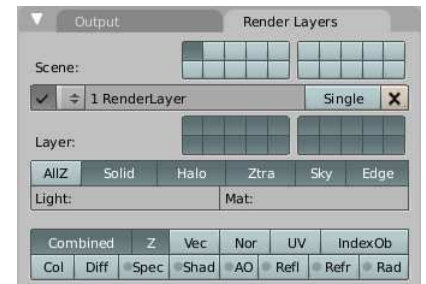 Output Render Layers
Scene:
1 RenderLayer Single X
Layer:
AllZ Solid Halo Ztra Sky Edge
Light: Mat:
Combined Z Vec Nor UV IndexOb
Col Diff Spec Shad AO Refl Refr Rad